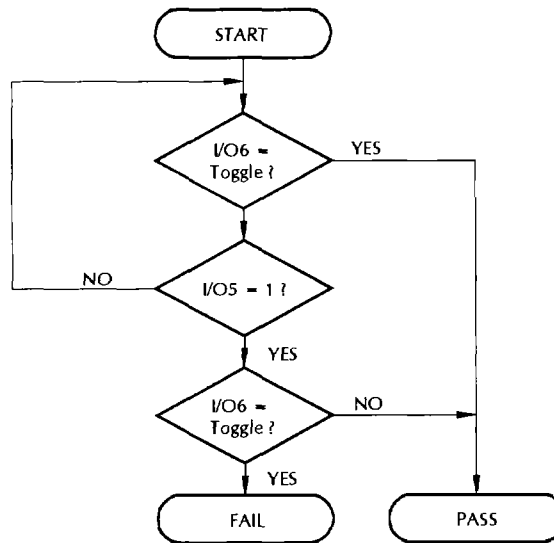 START
I/O6 =
Toggle ?
YES
NO
I/O5 = 1 ?
YES
I/O6 =
Toggle ?
NO
YES
FAIL
PASS